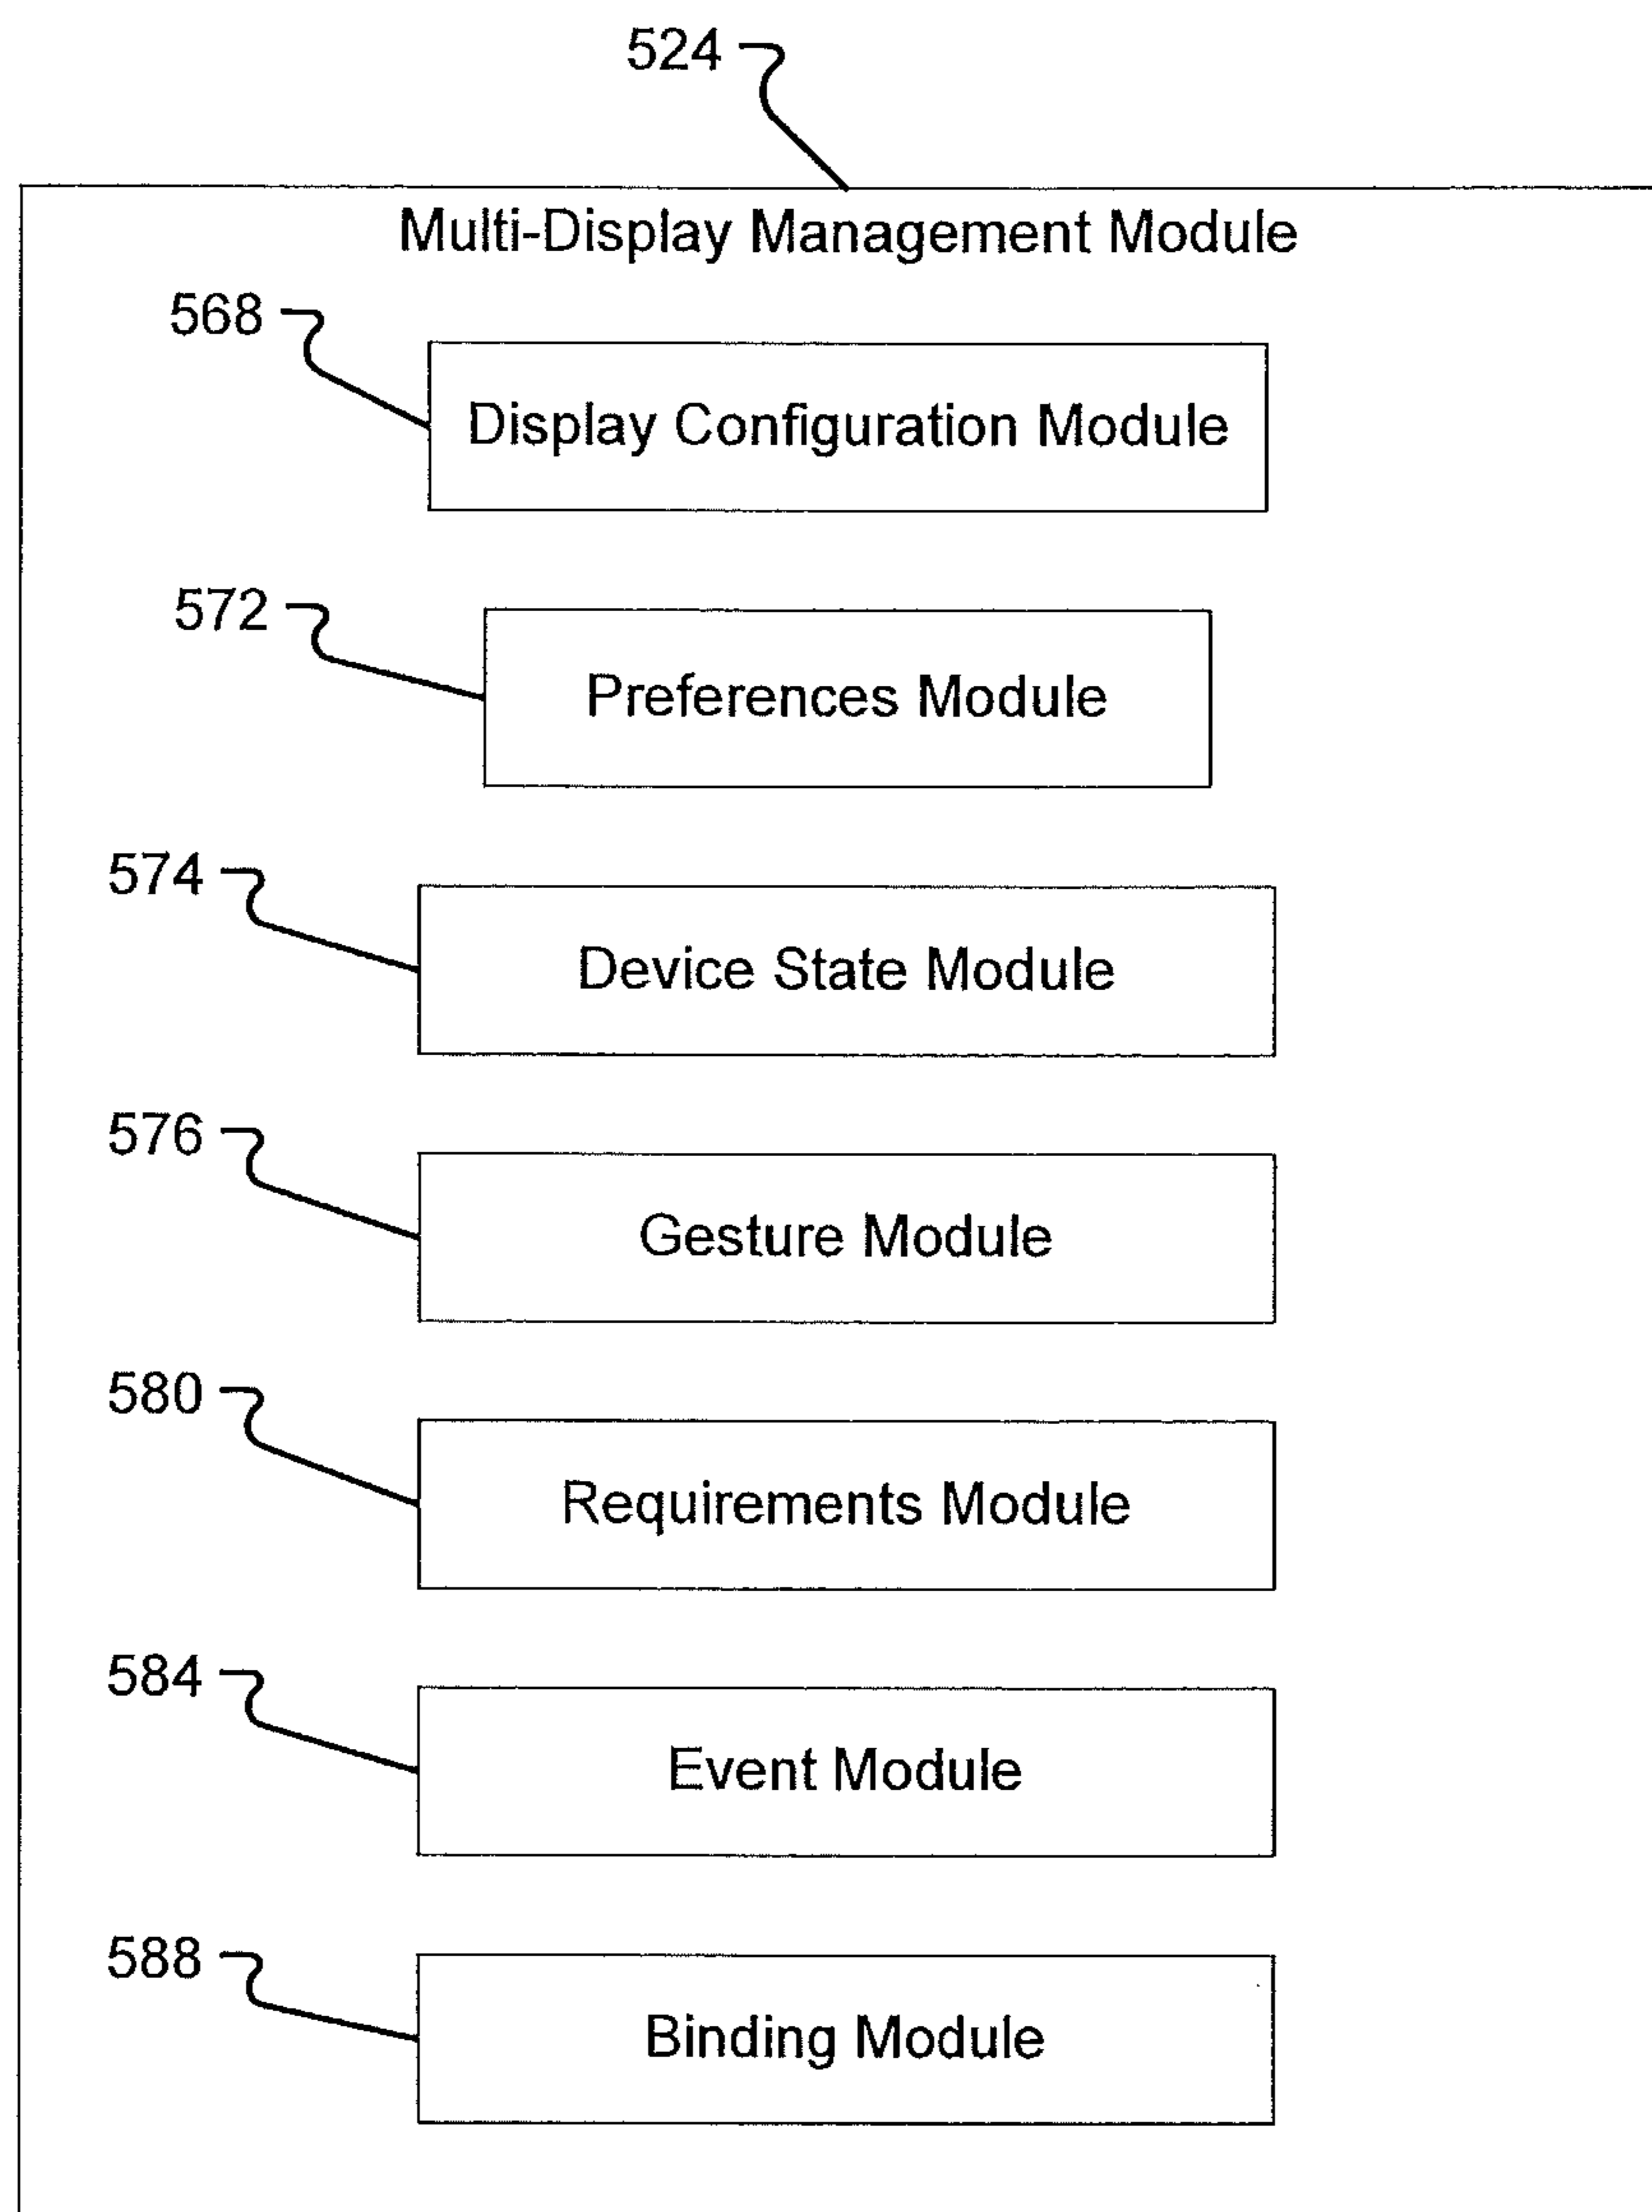 524
Multi-Display Management Module
568
Display Configuration Module
572
Preferences Module
574
Device State Module
576
Gesture Module
580
Requirements Module
584
Event Module
588
Binding Module